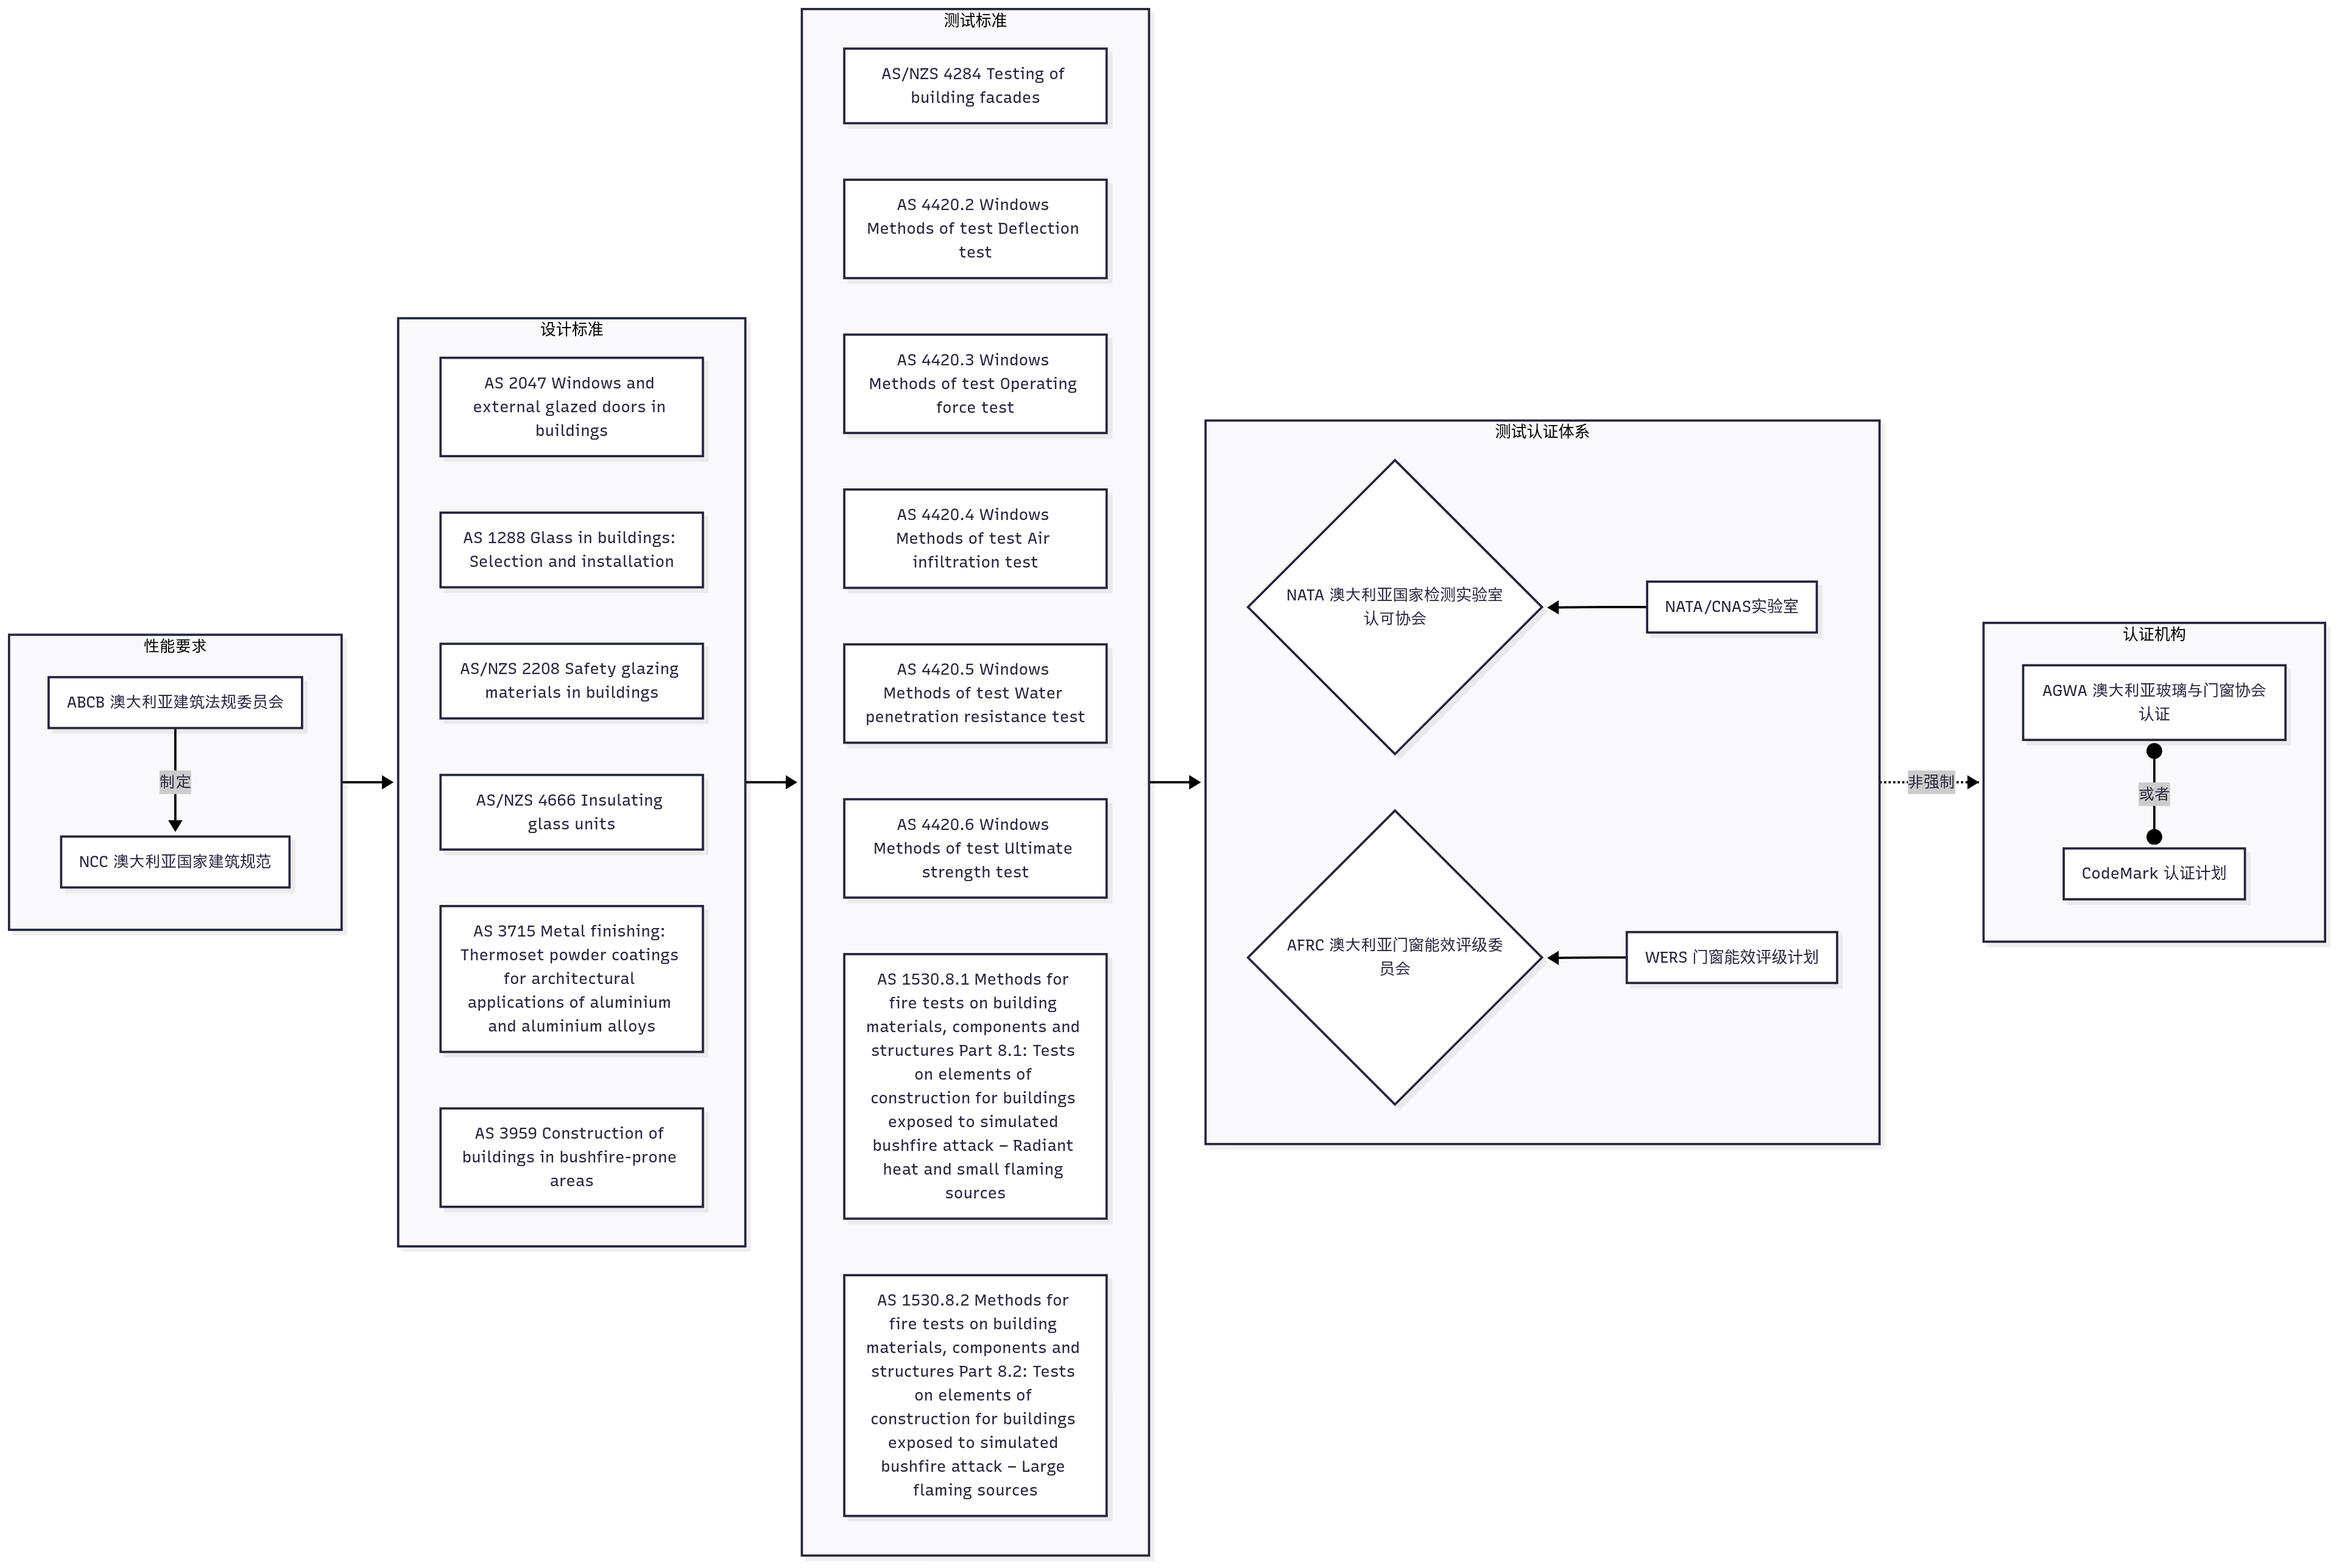 性能要求
ABCB 澳大利亚建筑法规委员会
制定
NCC 澳大利亚国家建筑规范
设计标准
AS 2047 Windows and
external glazed doors in
buildings
AS 1288 Glass in buildings:
Selection and installation
AS/NZS 2208 Safety glazing
materials in buildings
AS/NZS 4666 Insulating
glass units
AS 3715 Metal finishing:
Thermoset powder coatings
for architectural
applications of aluminium
and aluminium alloys
AS 3959 Construction of
buildings in bushfire-prone
areas
测试标准
AS/NZS 4284 Testing of
building facades
AS 4420.2 Windows
Methods of test Deflection
test
AS 4420.3 Windows
Methods of test Operating
force test
AS 4420.4 Windows
Methods of test Air
infiltration test
AS 4420.5 Windows
Methods of test Water
penetration resistance test
AS 4420.6 Windows
Methods of test Ultimate
strength test
AS 1530.8.1 Methods for
fire tests on building
materials, components and
structures Part 8.1: Tests
on elements of
construction for buildings
exposed to simulated
bushfire attack – Radiant
heat and small flaming
sources
AS 1530.8.2 Methods for
fire tests on building
materials, components and
structures Part 8.2: Tests
on elements of
construction for buildings
exposed to simulated
bushfire attack – Large
flaming sources
测试认证体系
NATA 澳大利亚国家检测实验室
认可协会
NATA/CNAS实验室
AFRC 澳大利亚门窗能效评级委
员会
WERS 门窗能效评级计划
非强制
认证机构
AGWA 澳大利亚玻璃与门窗协会
认证
或者
CodeMark 认证计划